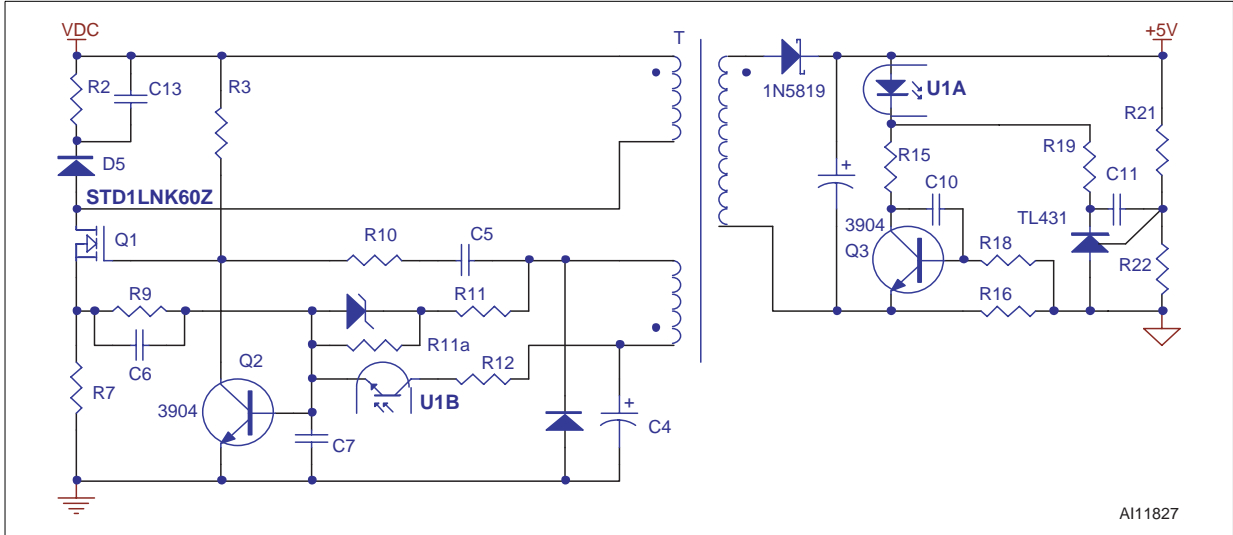 VDC
T
+5V
R2
C13
R3
1N5819
U1A
R21
D5
R15
R19
C10
C11
STD1LNK60Z
3904
TL431
Q1
R10
C5
Q3
R18
R22
R9
R11
R16
C6
R11a
Q2
R12
R7
3904
U1B
C7
C4
AI11827